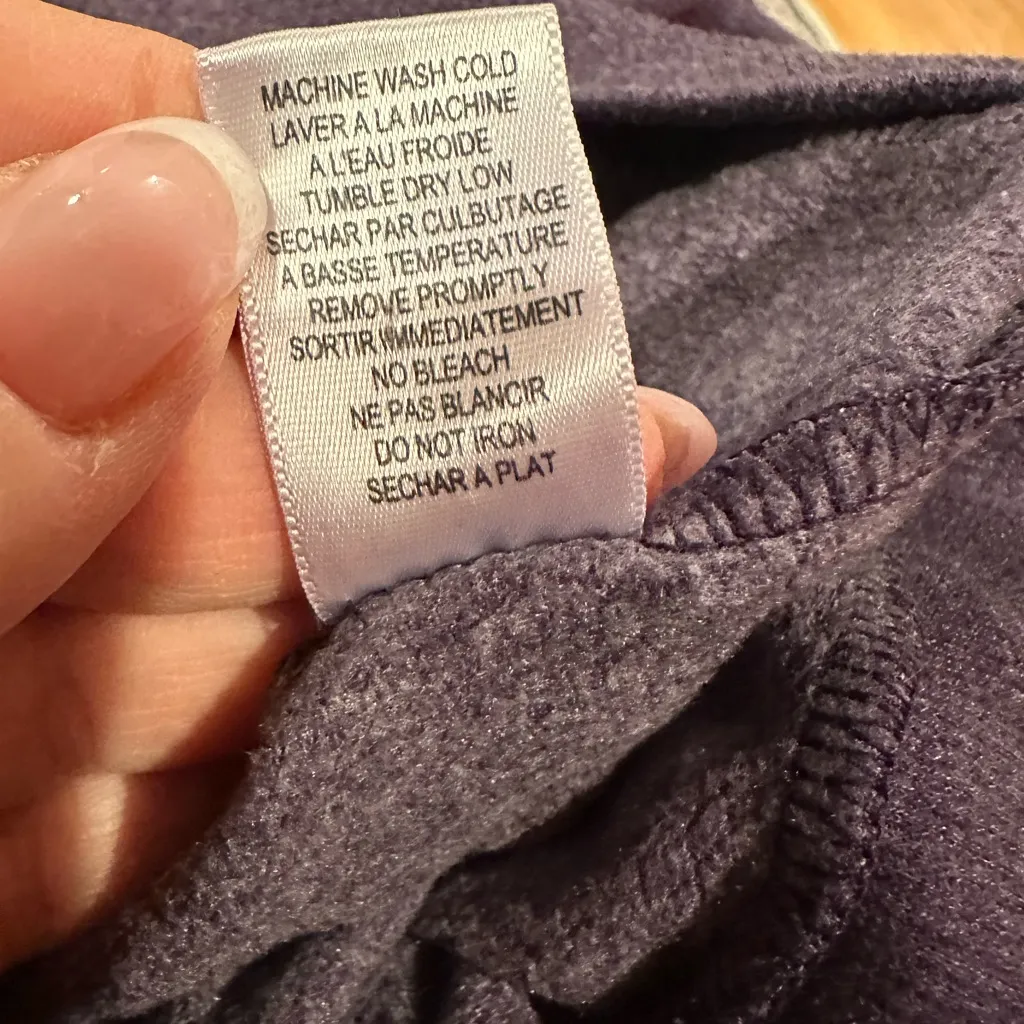 MACHINE WASH COLD
LAVER A LA MACHINE
A L'EAU FROIDE
TUMBLE DRY LOW
SECHAR PAR CULBUTAGE
A BASSE TEMPERATURE
REMOVE PROMPTLY
SORTIR IMMEDIATEMENT
NO BLEACH
NE PAS BLANCIR
DO NOT IRON
SECHAR A PLAT